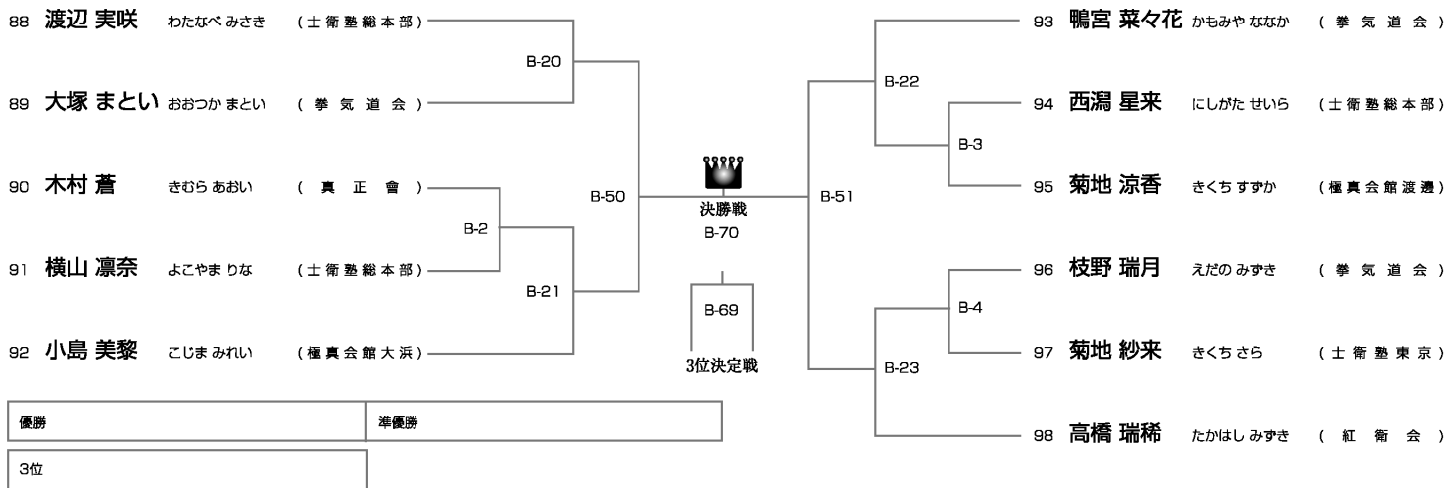 88 渡辺 実咲 わたなべ みさき (士衛塾総本部)
B-20
89 大塚 まとい おおつか まとい (拳気道会)
90 木村 蒼 きむら あおい (真正會)
B-2
91 横山 凛奈 よこやま りな (士衛塾総本部)
B-21
92 小島 美黎 こじま みれい (極真会館大浜)
B-50
決勝戦
B-70
B-69
3位決定戦
B-51
93 鴨宮 菜々花 かもみや ななか (拳気道会)
B-22
94 西潟 星来 にしがた せいら (士衛塾総本部)
B-3
95 菊地 涼香 きくち すずか (極真会館渡邊)
96 枝野 瑞月 えだの みずき (拳気道会)
B-4
97 菊地 紗来 きくち さら (士衛塾東京)
B-23
98 高橋 瑞稀 たかはし みずき (紅衛会)
優勝
準優勝
3位